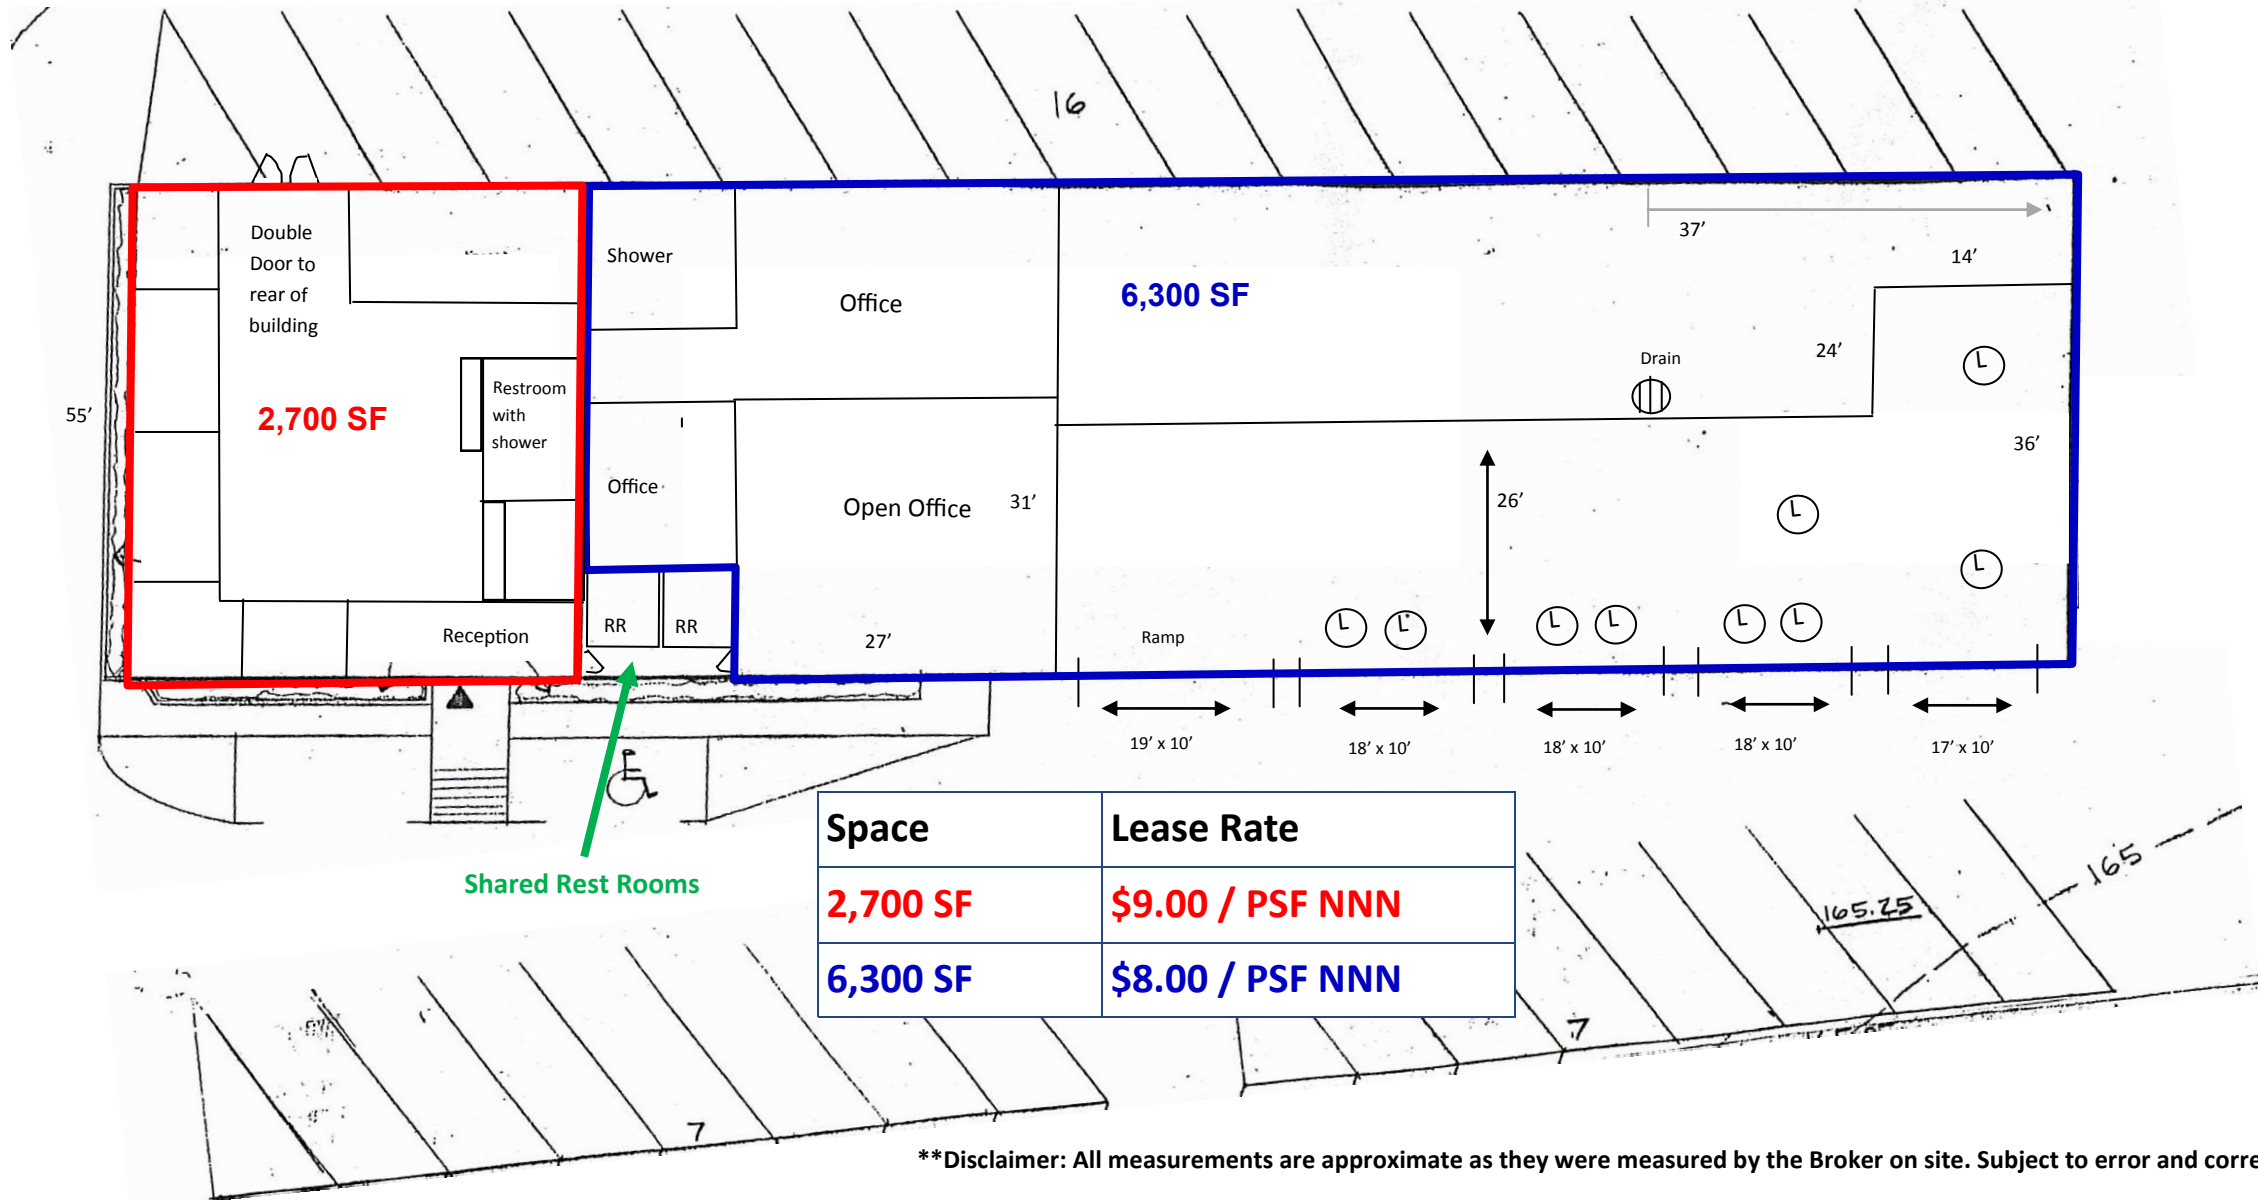 16
Double
Door to
rear of
building
Shower
Office
6,300 SF
37’
14’
Drain
24’
Restroom
with
shower
55’
2,700 SF
36’
Office
Open Office
31’
26’
L
L
L
L
L
L
L
L
L
Reception
RR
RR
27’
Ramp
19’ x 10’
18’ x 10’
18’ x 10’
18’ x 10’
17’ x 10’
Shared Rest Rooms
Space
Lease Rate
2,700 SF
$9.00 / PSF NNN
6,300 SF
$8.00 / PSF NNN
165
165.25
7
7
**Disclaimer: All measurements are approximate as they were measured by the Broker on site. Subject to error and corre